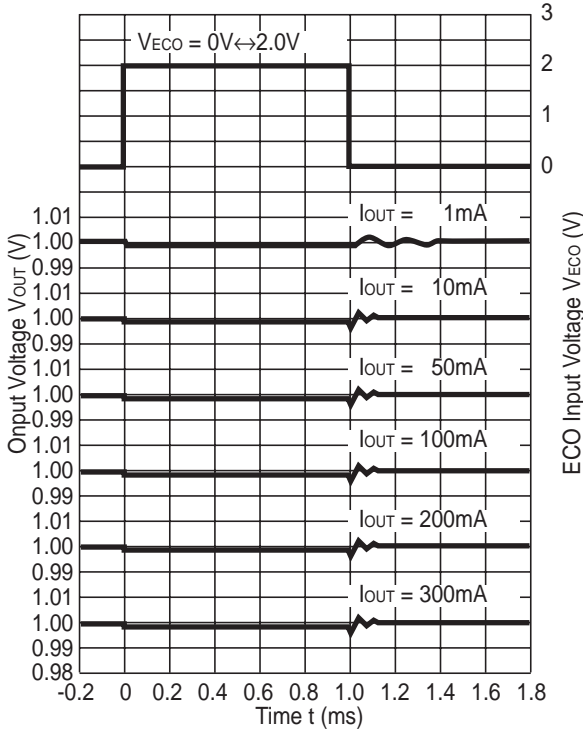 3
VECO = 0V↔2.0V
2
1
0
1.01
IOUT = 1mA
1.00
0.99
1.01
IOUT = 10mA
1.00
0.99
1.01
IOUT = 50mA
1.00
0.99
1.01
IOUT = 100mA
1.00
0.99
1.01
IOUT = 200mA
1.00
0.99
1.01
IOUT = 300mA
1.00
0.99
0.98
Onput Voltage VOUT (V)
ECO Input Voltage VECO (V)
-0.2 0 0.2 0.4 0.6 0.8 1.0 1.2 1.4 1.6 1.8
Time t (ms)